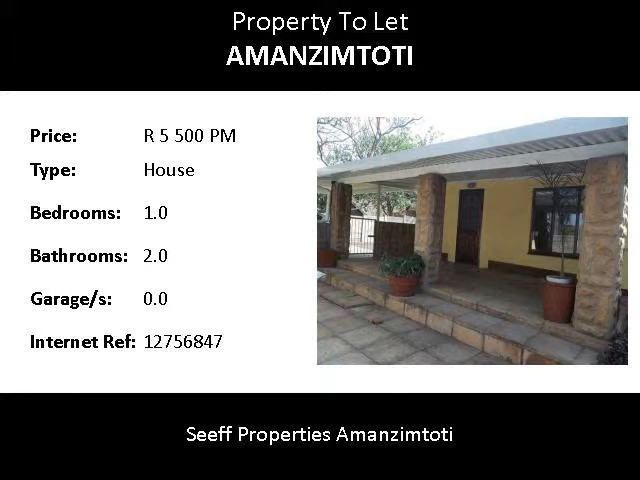 Property To Let
AMANZIMTOTI
Price: R 5 500 PM
Type: House
Bedrooms: 1.0
Bathrooms: 2.0
Garage/s: 0.0
Internet Ref: 12756847
Seeff Properties Amanzimtoti